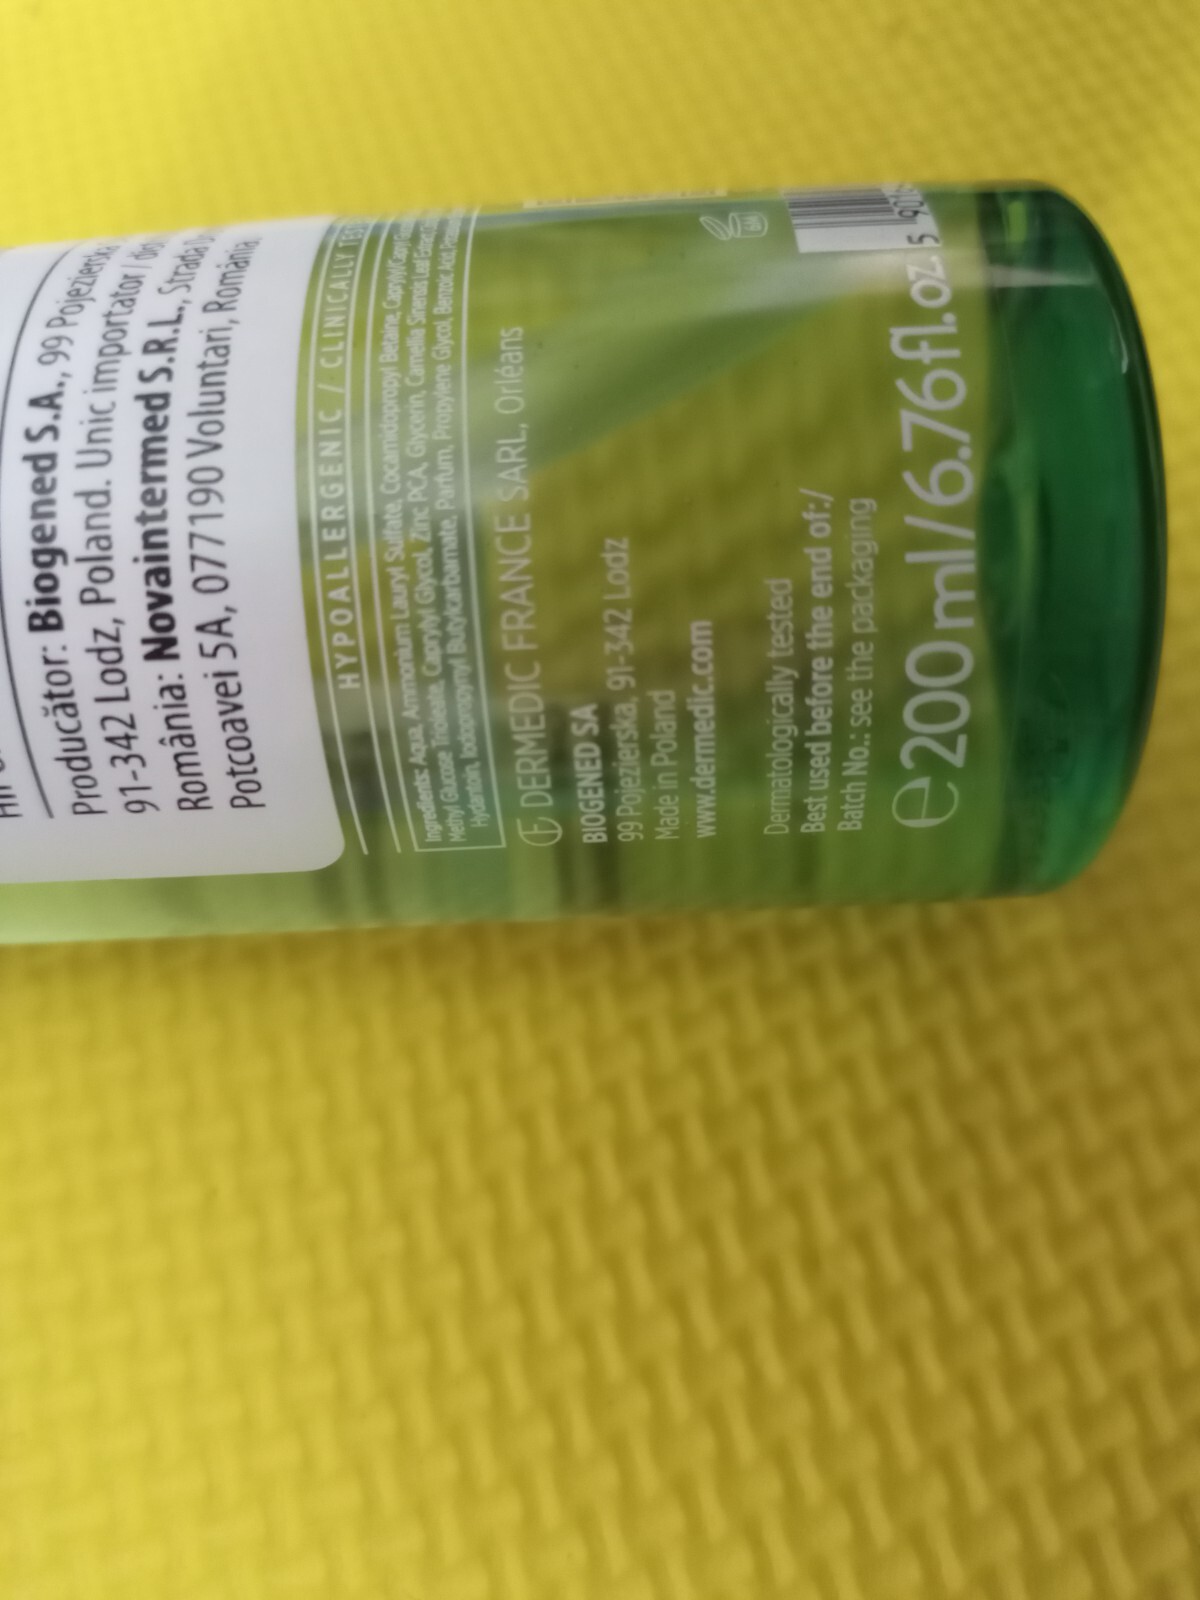 Producător: Biogened S.A., 99 Pojezierska
91-342 Lodz, Poland. Unic importator / dist
România: Novaintermed S.R.L., Strada
Potcoavei 5A, 077190 Voluntari, România,
HYPOALLERGENIC / CLINICALLY TES
Ingredients: Aqua, Ammonium Lauryl Sulfate, Cocamidopropyl Betaine,
Methyl Glucose Trioleate, Caprylyl Glycol, Zinc PCA, Glycerin, Camellia Sinensis Leaf
Hydantoin, Iodopropynyl Butylcarbamate, Parfum, Propylene Glycol, Benzoic Acid,
DERMEDIC FRANCE SARL, Orléans
BIOGENED SA
99 Pojezierska, 91-342 Lodz
Made in Poland
www.dermedic.com
6M
Dermatologically tested
Best used before the end of:/
Batch No.: see the packaging
e 200 ml/6.76 fl. oz.